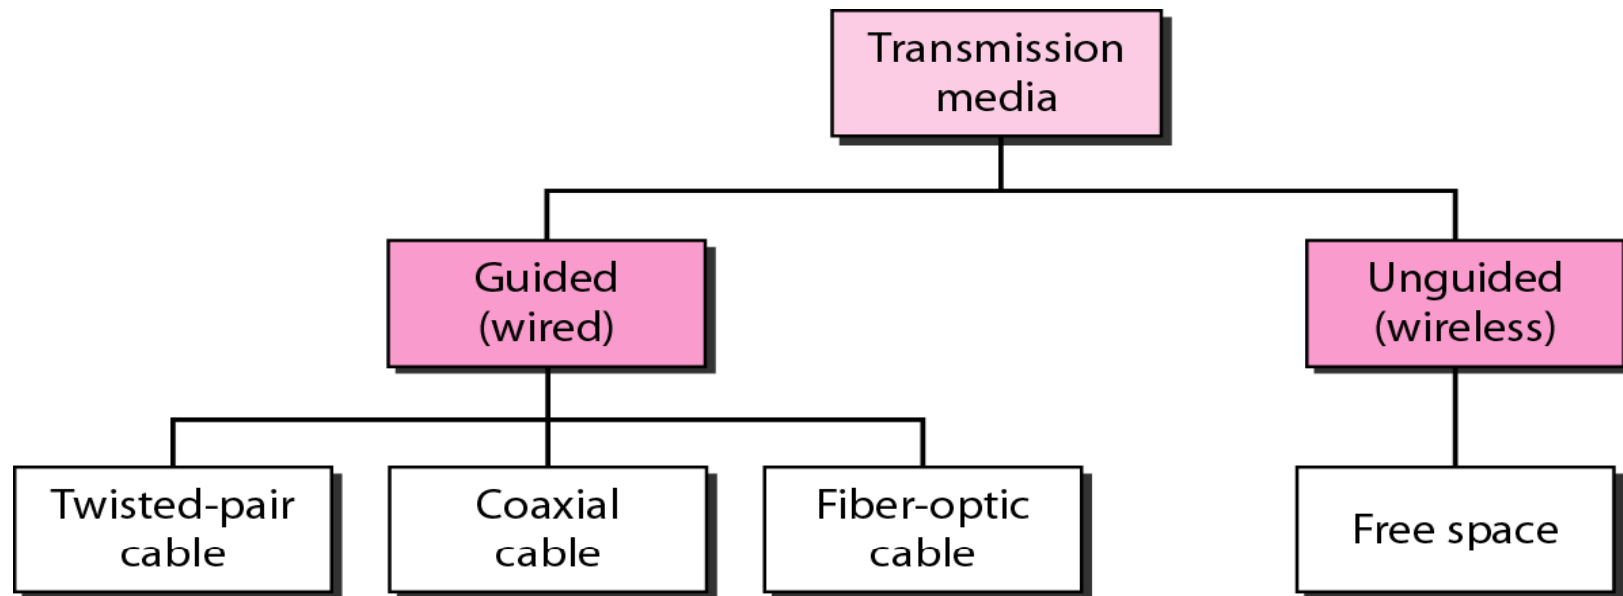 Transmission
media
Guided
(wired)
Unguided
(wireless)
Twisted-pair
cable
Coaxial
cable
Fiber-optic
cable
Free space